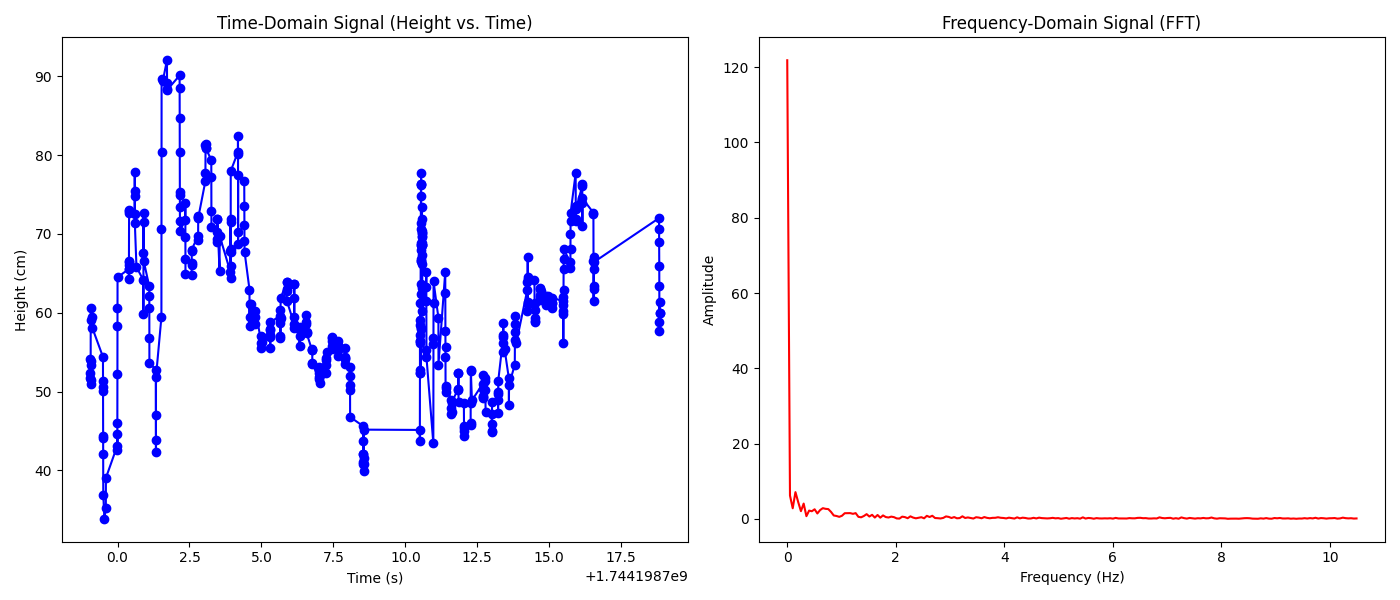 Time-Domain Signal (Height vs. Time)
Height (cm)
90
80
70
60
50
40
0.0 2.5 5.0 7.5 10.0 12.5 15.0 17.5
Time (s)
+1.7441987e9
Frequency-Domain Signal (FFT)
Amplitude
120
100
80
60
40
20
0
0 2 4 6 8 10
Frequency (Hz)